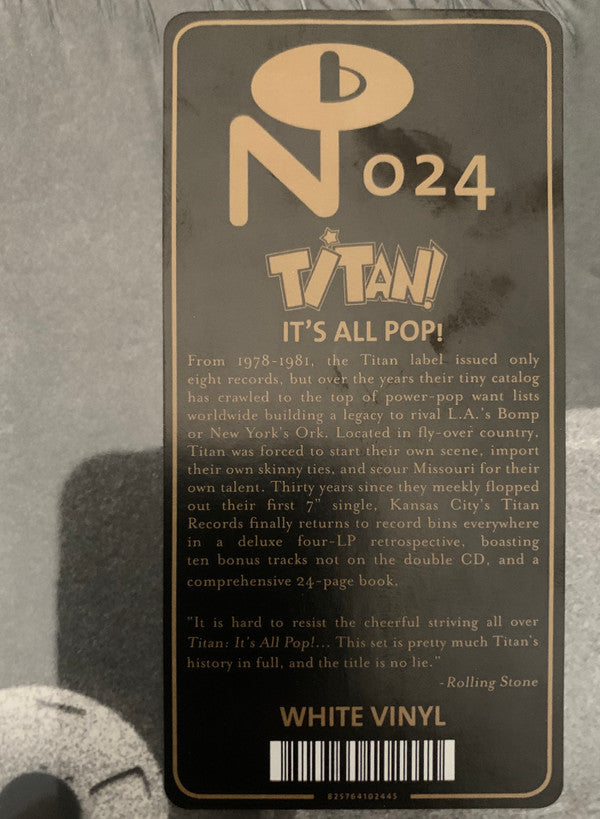 No 024
TITAN!
IT'S ALL POP!
From 1978-1981, the Titan label issued only
eight records, but over the years their tiny catalog
has crawled to the top of power-pop want lists
worldwide building a legacy to rival L.A.'s Bomp
or New York's Ork. Located in fly-over country,
Titan was forced to start their own scene, import
their own skinny ties, and scour Missouri for their
own talent. Thirty years since they meekly flopped
out their first 7" single, Kansas City's Titan
Records finally returns to record bins everywhere
in a deluxe four-LP retrospective, boasting
ten bonus tracks not on the double CD, and a
comprehensive 24-page book.
"It is hard to resist the cheerful striving all over
Titan: It's All Pop!... This set is pretty much Titan's
history in full, and the title is no lie."
-Rolling Stone
WHITE VINYL
825764102445